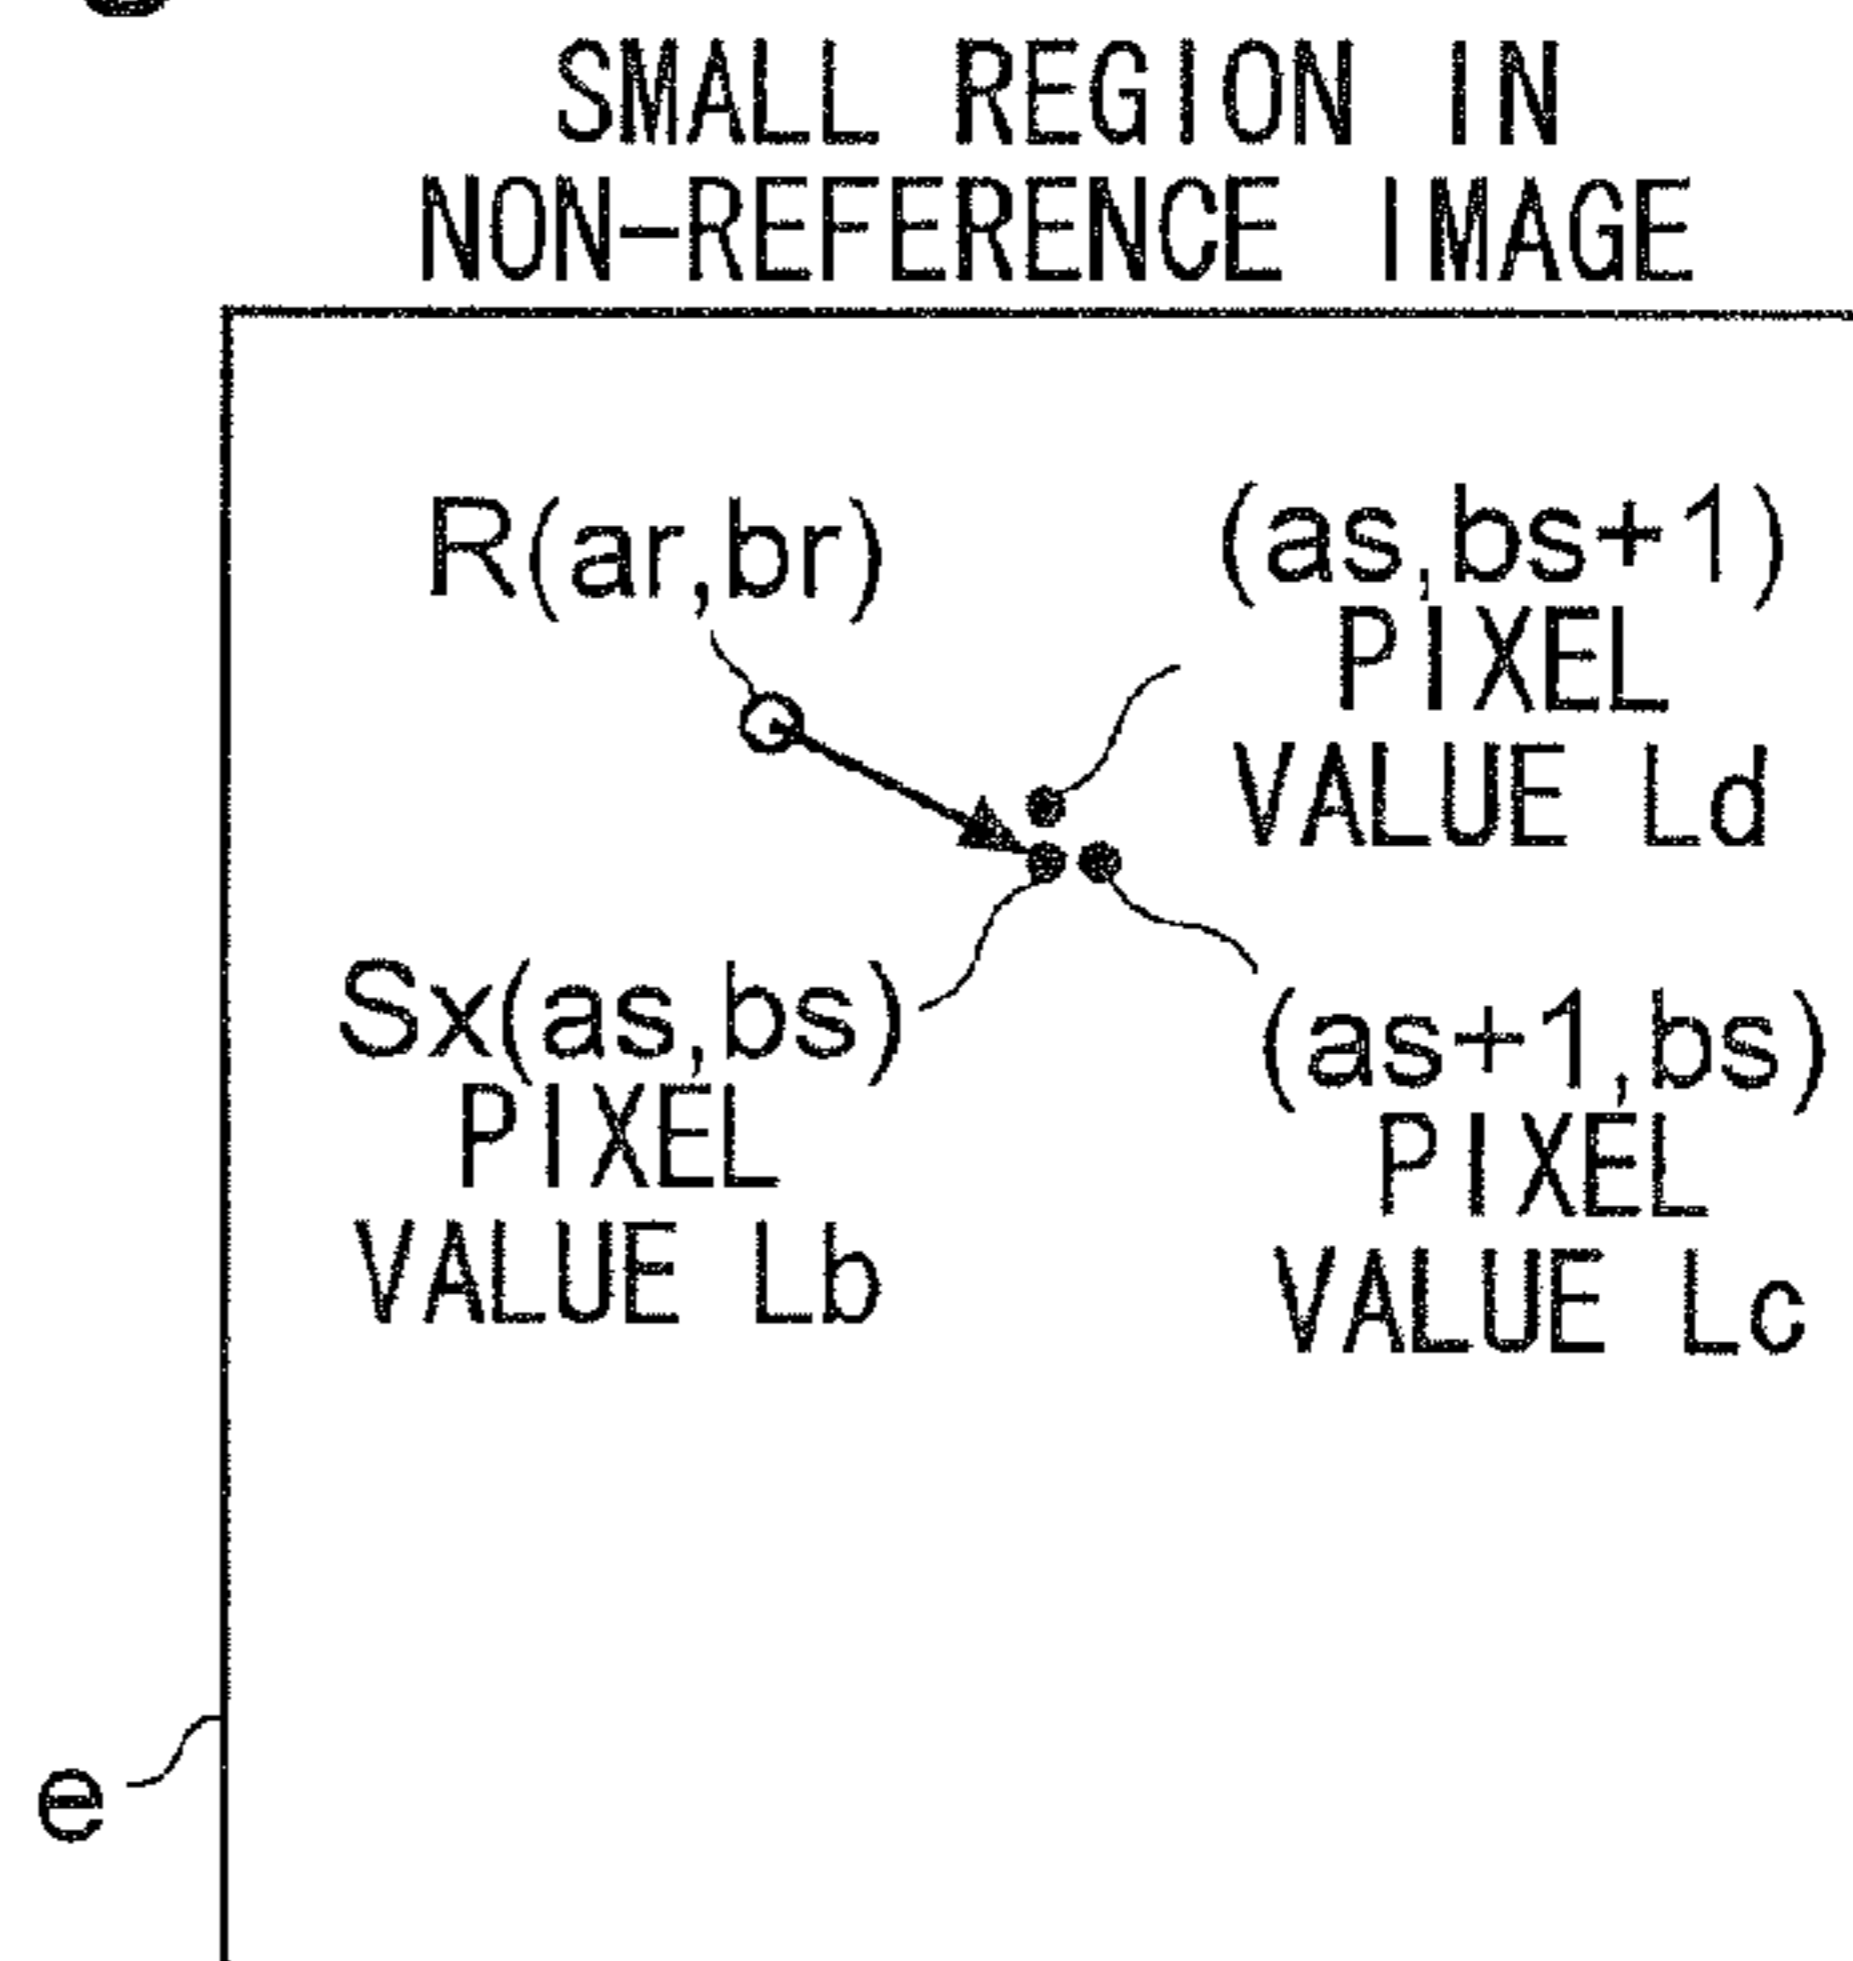 SMALL REGION IN
NON-REFERENCE IMAGE
R(ar,br)
(as,bs+1)
PIXEL
VALUE Ld
Sx(as,bs)
PIXEL
VALUE Lb
(as+1,bs)
PIXEL
VALUE Lc
e